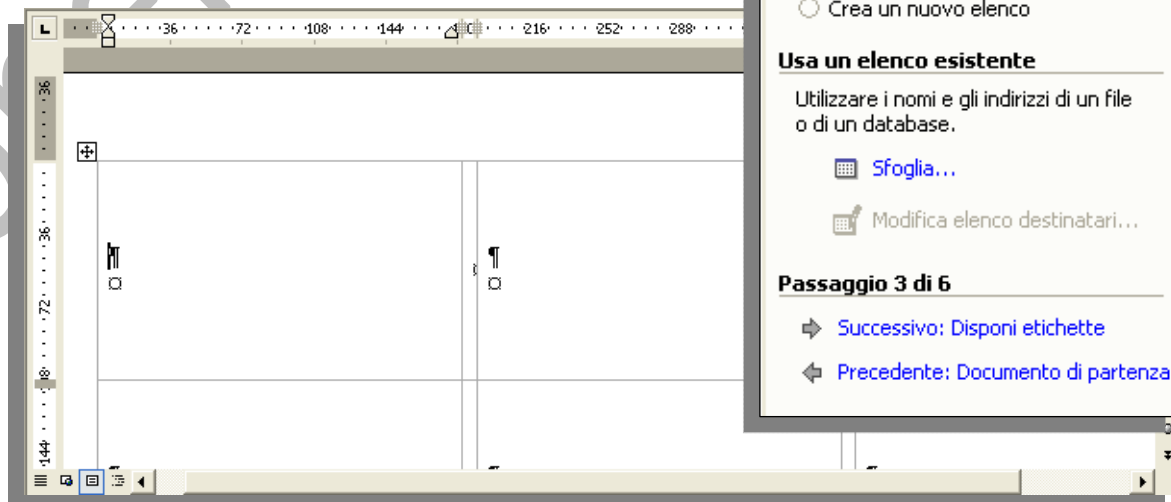 Crea un nuovo elenco
36 72 108 144 216 252 288
Usa un elenco esistente
Utilizzare i nomi e gli indirizzi di un file
o di un database.
Sfoglia...
Modifica elenco destinatari...
Passaggio 3 di 6
Successivo: Disponi etichette
Precedente: Documento di partenza
36
36
72
144
¶
¶